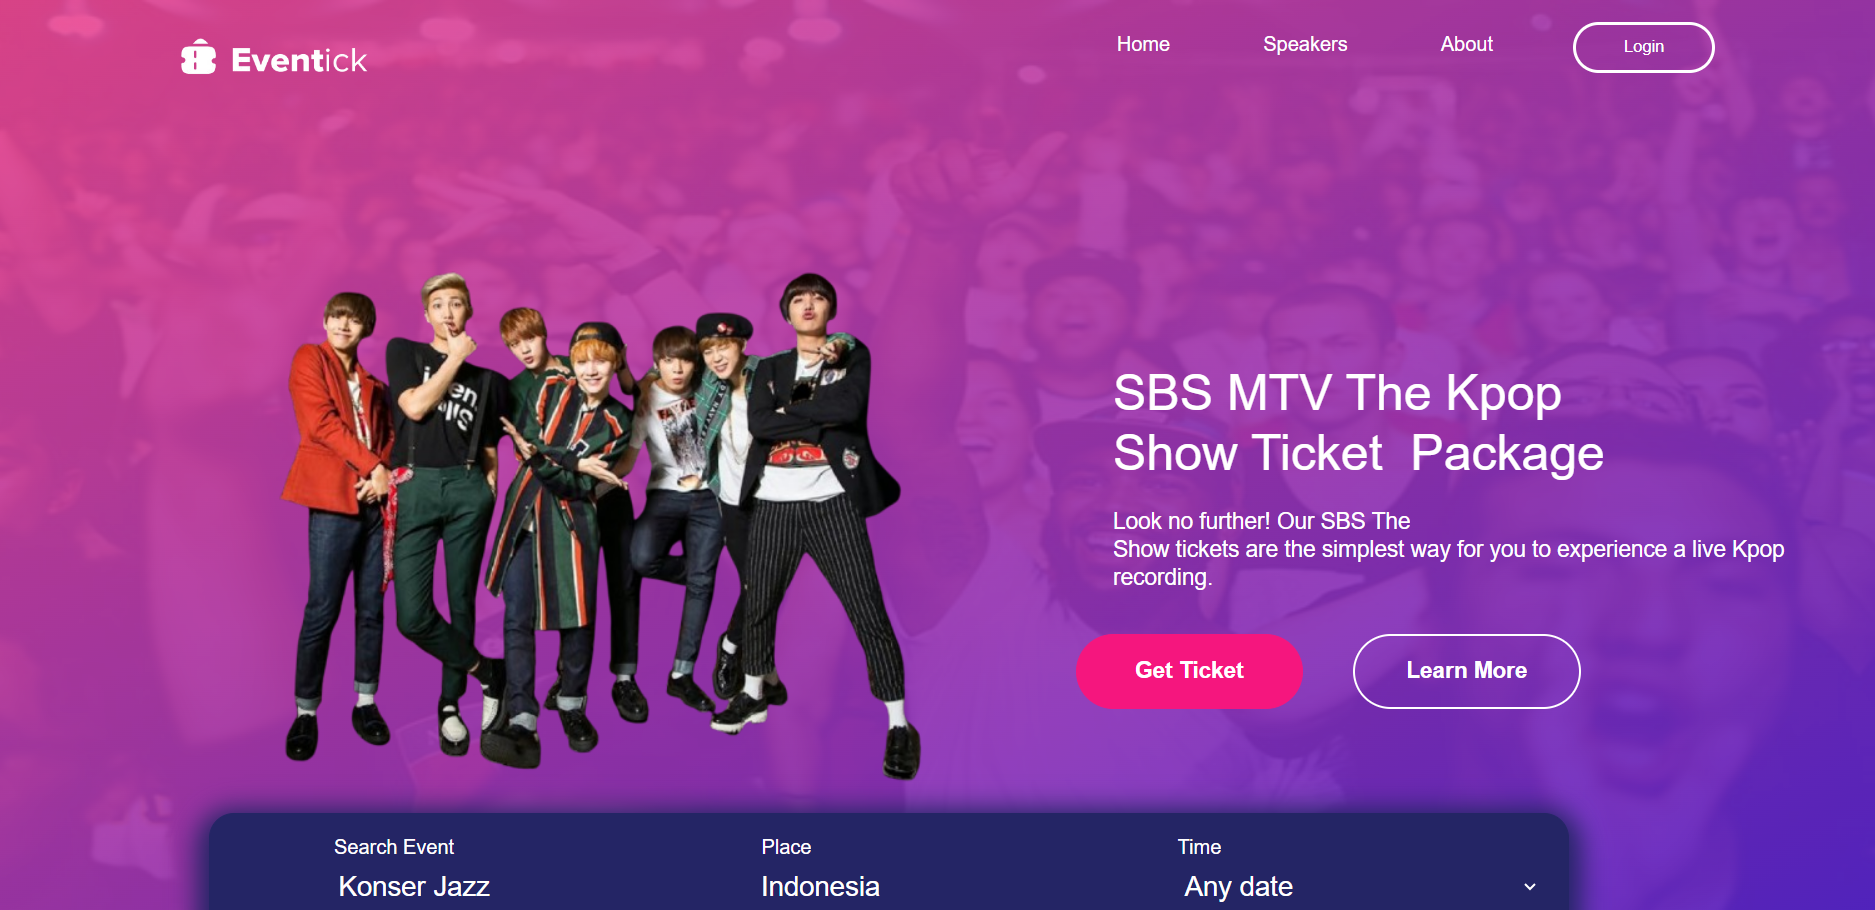 Eventick
Home
Speakers
About
Login
SBS MTV The Kpop
Show Ticket  Package
Look no further! Our SBS The
Show tickets are the simplest way for you to experience a live Kpop
recording.
Get Ticket
Learn More
Search Event
Place
Time
Konser Jazz
Indonesia
Any date